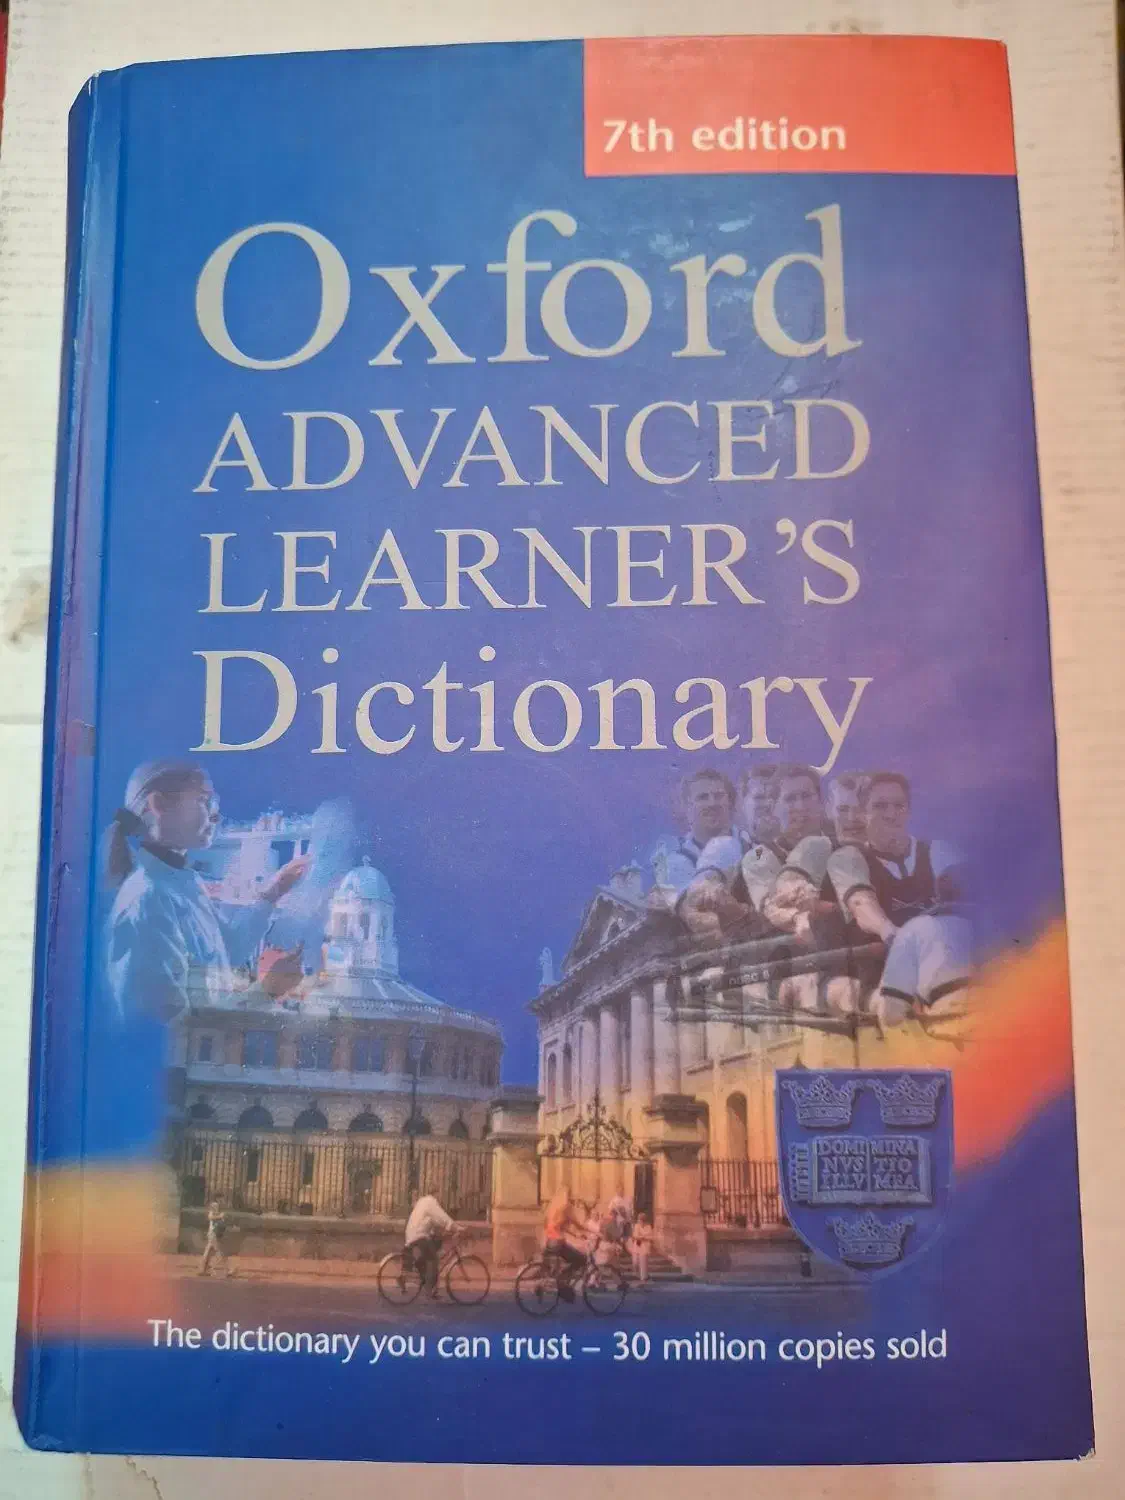 7th edition
Oxford
ADVANCED
LEARNER'S
Dictionary
DOMI MINA
NVS TIO
ILLV MEA
The dictionary you can trust – 30 million copies sold